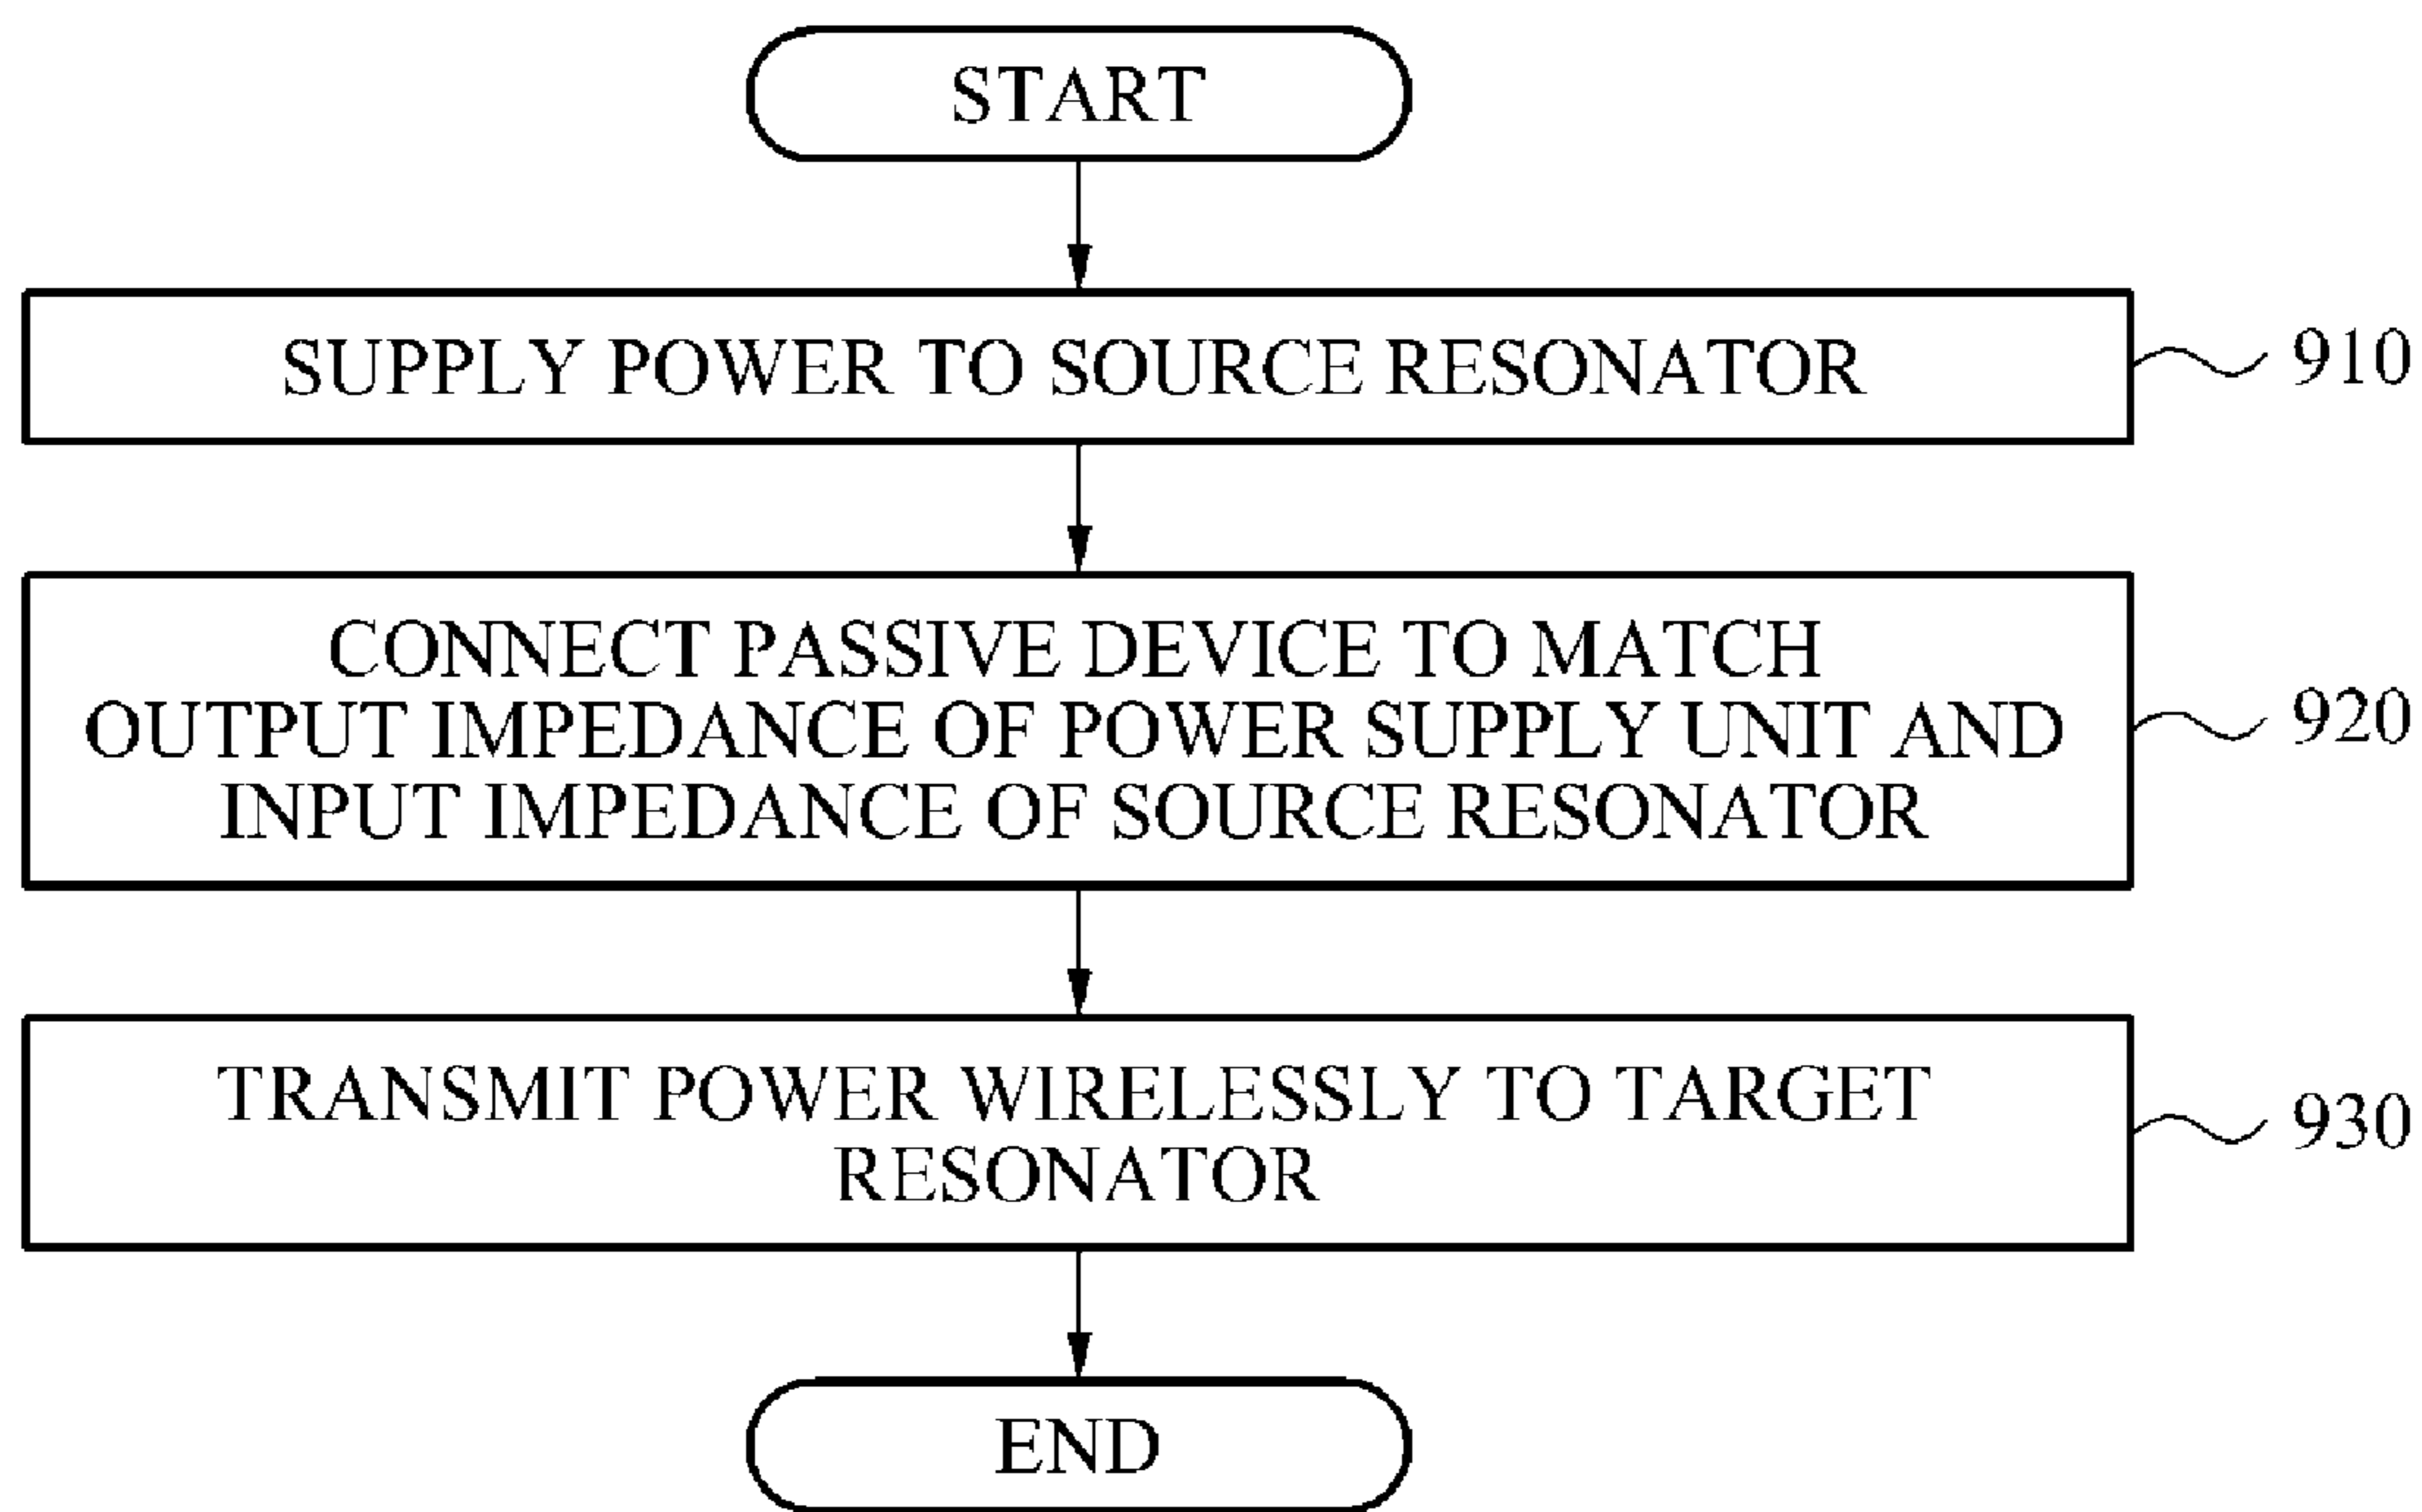 START
SUPPLY POWER TO SOURCE RESONATOR
910
CONNECT PASSIVE DEVICE TO MATCH
OUTPUT IMPEDANCE OF POWER SUPPLY UNIT AND
INPUT IMPEDANCE OF SOURCE RESONATOR
920
TRANSMIT POWER WIRELESSLY TO TARGET
RESONATOR
930
END